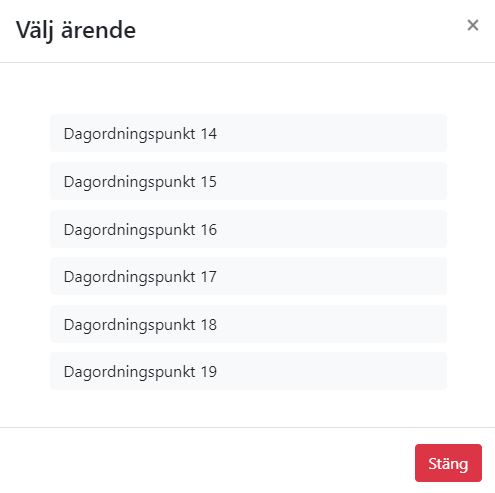 Välj ärende
×
Dagordningspunkt 14
Dagordningspunkt 15
Dagordningspunkt 16
Dagordningspunkt 17
Dagordningspunkt 18
Dagordningspunkt 19
Stäng